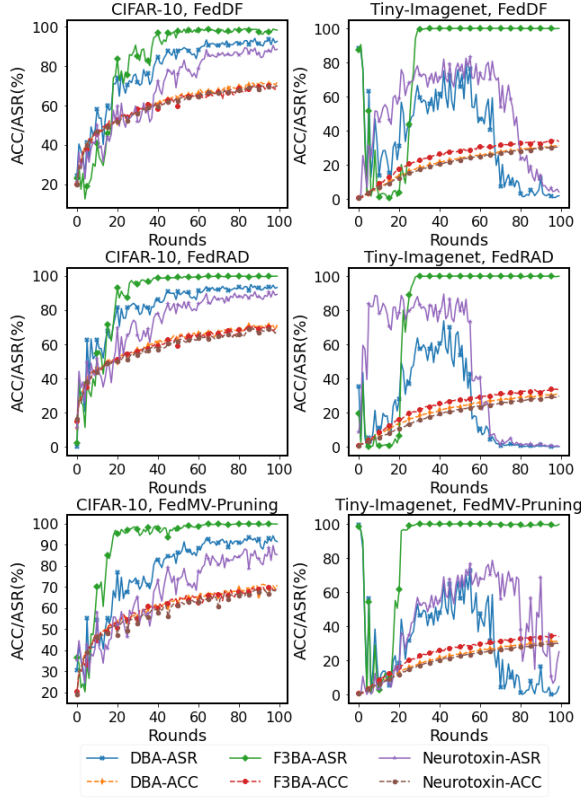 CIFAR-10, FedDF
ACC/ASR(%)
100
80
60
40
20
0 20 40 60 80 100
Rounds
Tiny-Imagenet, FedDF
100
80
60
40
20
0
0 20 40 60 80 100
Rounds
CIFAR-10, FedRAD
ACC/ASR(%)
100
80
60
40
20
0
0 20 40 60 80 100
Rounds
Tiny-Imagenet, FedRAD
100
80
60
40
20
0
0 20 40 60 80 100
Rounds
CIFAR-10, FedMV-Pruning
ACC/ASR(%)
100
90
80
70
60
50
40
30
20
0 20 40 60 80 100
Rounds
Tiny-Imagenet, FedMV-Pruning
ACC/ASR(%)
100
80
60
40
20
0
0 20 40 60 80 100
Rounds
DBA-ASR F3BA-ASR Neurotoxin-ASR
DBA-ACC F3BA-ACC Neurotoxin-ACC